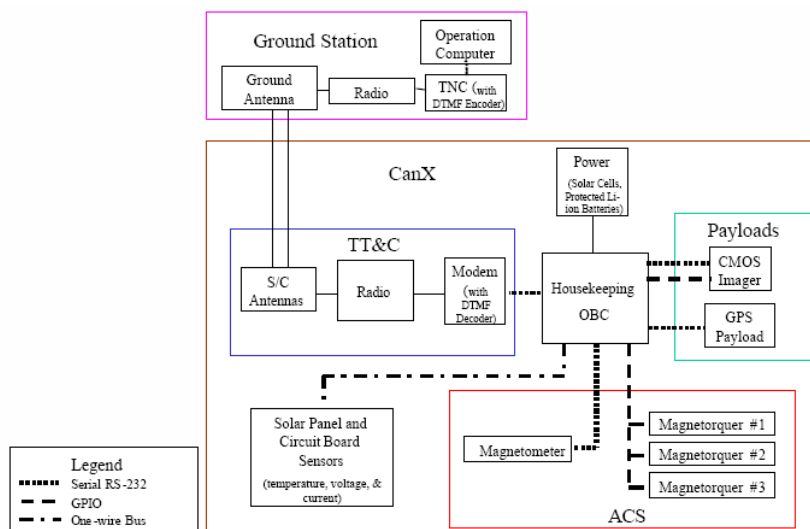 Ground Station
Operation
Computer
Ground
Antenna
Radio
TNC (with
DTMF Encoder)
CanX
Power
(Solar Cells,
Protected Li-
ion Batteries)
Payloads
TT&C
CMOS
Imager
S/C
Antennas
Radio
Modem
(with
DTMF
Decoder)
Housekeeping
OBC
GPS
Payload
Solar Panel and
Circuit Board
Sensors
(temperature, voltage, &
current)
Magnetometer
Magnetorquer #1
Magnetorquer #2
Magnetorquer #3
ACS
Legend
Serial RS-232
GPIO
One-wire Bus